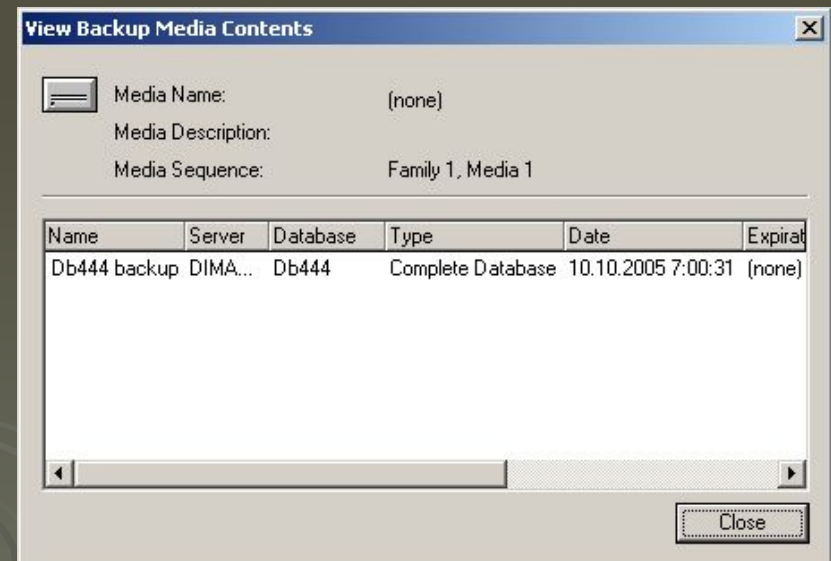 View Backup Media Contents
Media Name: (none)
Media Description:
Media Sequence: Family 1, Media 1
Name Server Database Type Date Expirat
Db444 backup DIMA... Db444 Complete Database 10.10.2005 7:00:31 (none)
Close